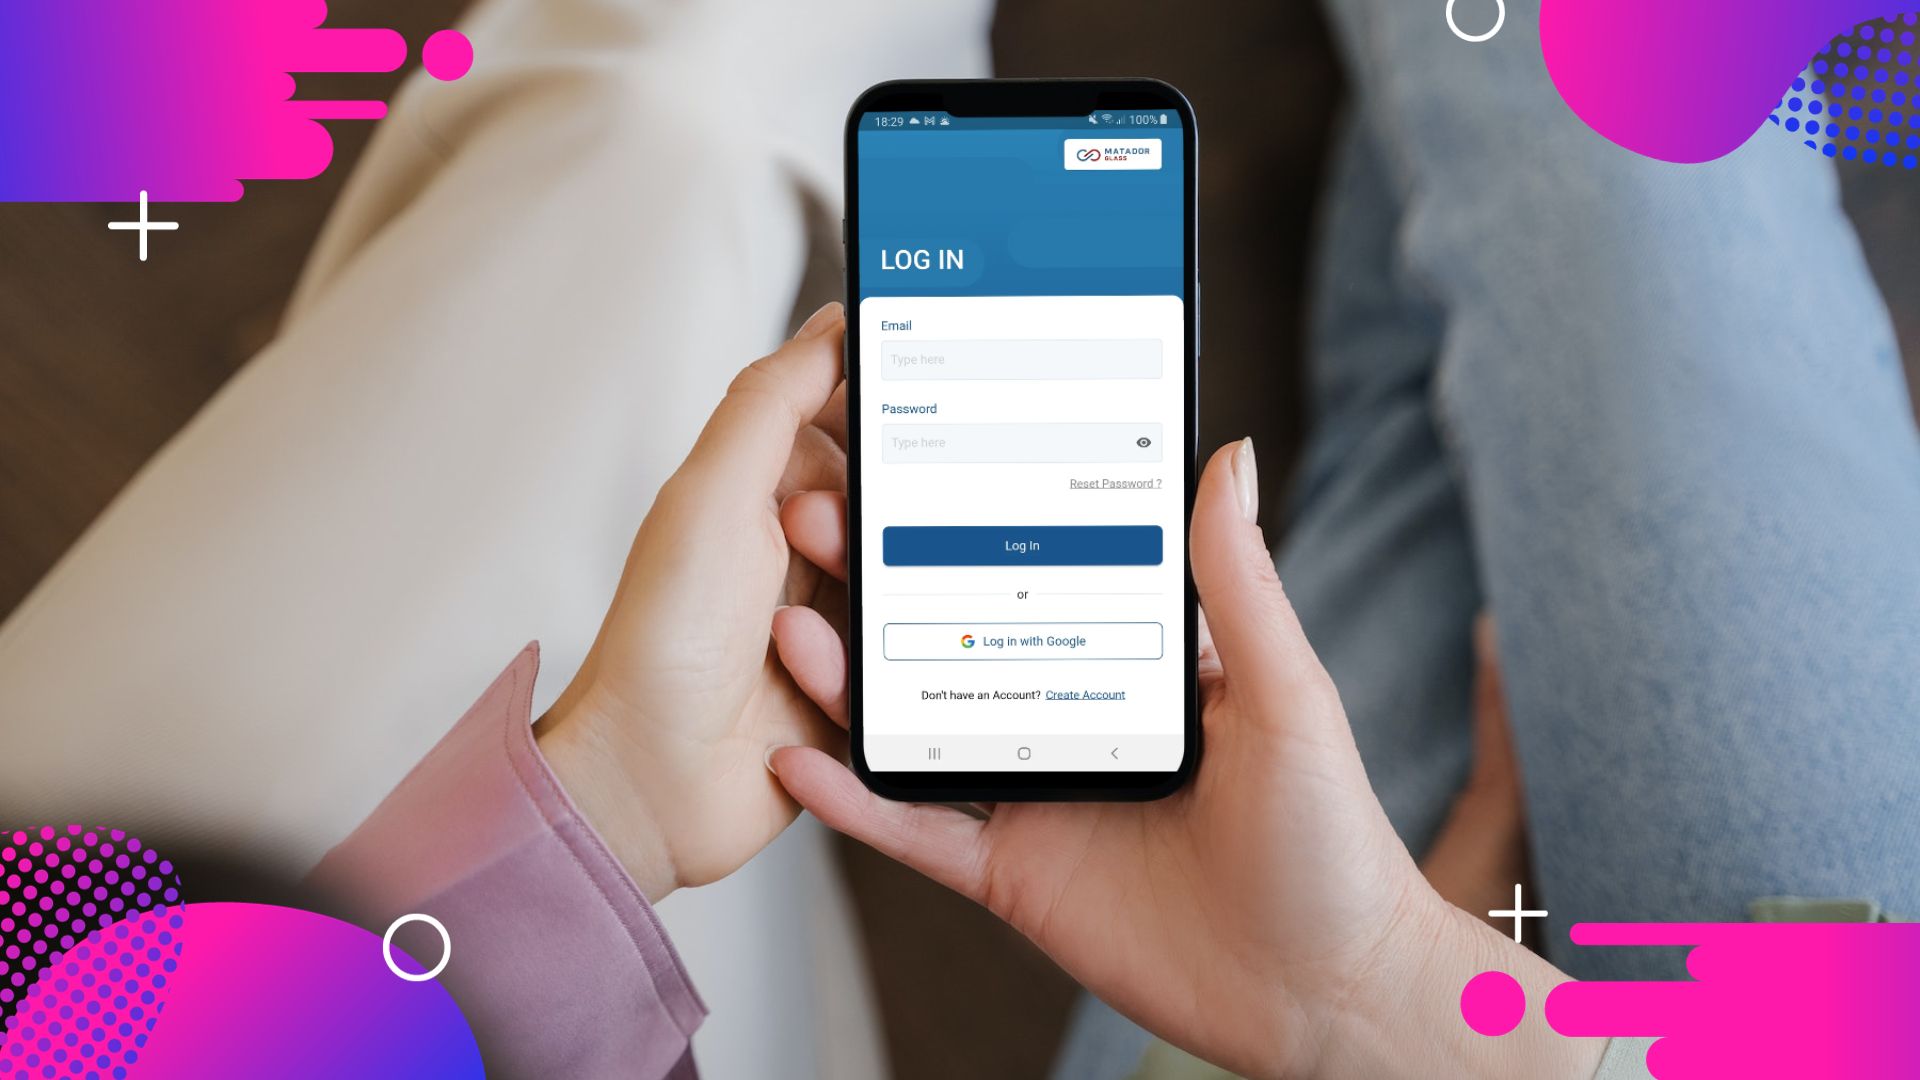 18:29
100%
MATADOR
GLASS
LOG IN
Email
Type here
Password
Type here
Reset Password ?
Log In
or
Log in with Google
Don't have an Account? Create Account